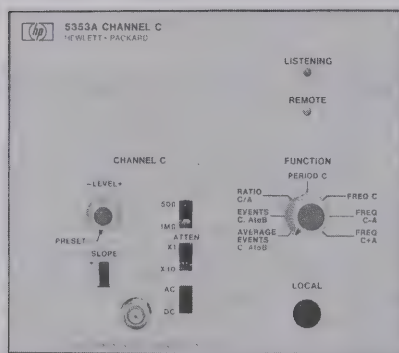 hp
5353A CHANNEL C
HEWLETT • PACKARD
LISTENING
REMOTE
CHANNEL C
-LEVEL+
PRESET
SLOPE
50Ω
1MΩ
ATTEN
X1
X10
AC
DC
FUNCTION
PERIOD C
RATIO
C/A
EVENTS
C, AtoB
AVERAGE
EVENTS
C, AtoB
FREQ C
FREQ
C-A
FREQ
C+A
LOCAL